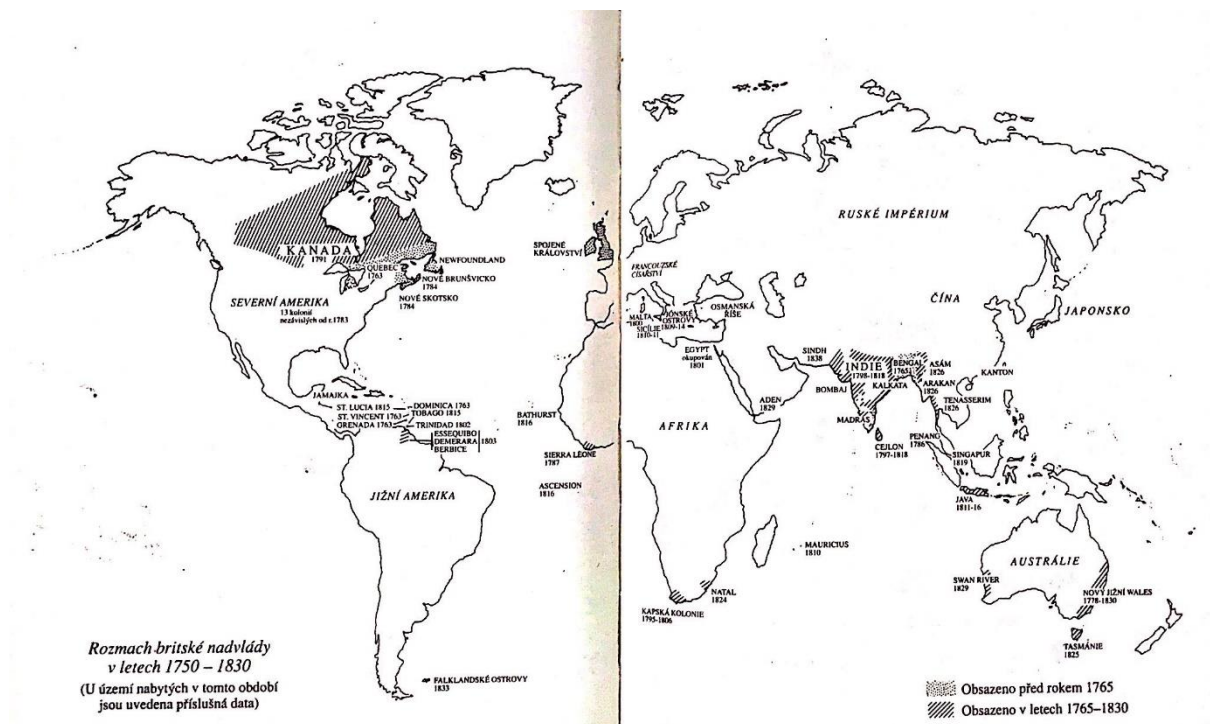 KANADA
1791
QUEBEC
1763
NEWFOUNDLAND
NOVÉ BRUNŠVICKO
1784
NOVÉ SKOTSKO
1784
SEVERNÍ AMERIKA
13 kolonií
nezávislých od r.1783
JAMAJKA
ST. LUCIA 1815
ST. VINCENT 1763
GRENADA 1763
DOMINICA 1763
TOBAGO 1815
TRINIDAD 1802
ESSEQUIBO
DEMERARA
BERBICE
1803
JIŽNÍ AMERIKA
FALKLANDSKÉ OSTROVY
1833
SPOJENÉ
KRÁLOVSTVÍ
BATHURST
1816
SIERRA LEONE
1787
ASCENSION
1816
Rozmach britské nadvlády
v letech 1750 – 1830
(U území nabytých v tomto období
jsou uvedena příslušná data)
RUSKÉ IMPÉRIUM
FRANCOUZSKÉ
CÍSAŘSTVÍ
MALTA
1800
SICÍLIE
1810-11
JÓNSKÉ
OSTROVY
1809-14
OSMANSKÁ
ŘÍŠE
EGYPT
okupován
1801
ČÍNA
JAPONSKO
SINDH
1838
INDIE
1798-1818
BENGAL
1765
ASÁM
1826
BOMBAJ
KALKATA
ARAKAN
1826
KANTON
TENASSERIM
1826
ADEN
1829
MADRÁS
CEJLON
1797-1818
PENANG
1786
SINGAPUR
1819
AFRIKA
JAVA
1811-16
MAURICIUS
1810
NATAL
1824
KAPSKÁ KOLONIE
1795-1806
AUSTRÁLIE
SWAN RIVER
1829
NOVÝ JIŽNÍ WALES
1778-1830
TASMÁNIE
1825
Obsazeno před rokem 1765
Obsazeno v letech 1765–1830